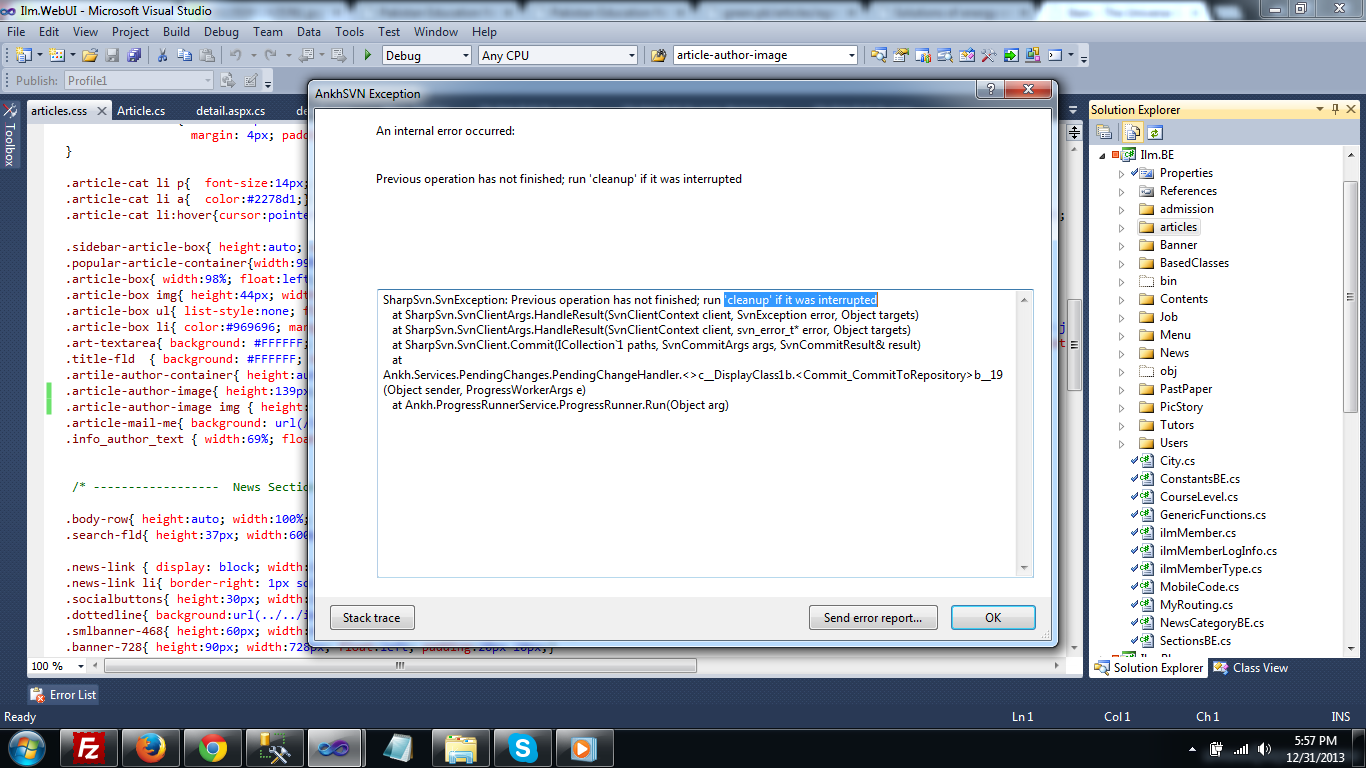 Ilm.WebUI - Microsoft Visual Studio
File Edit View Project Build Debug Team Data Tools Test Window Help
Debug Any CPU article-author-image
Publish: Profile1
articles.css Article.cs detail.aspx.cs de
Toolbox
margin: 4px; padd
}
.article-cat li p{ font-size:14px;
.article-cat li a{ color:#2278d1;}
.article-cat li:hover{cursor:pointe
.sidebar-article-box{ height:auto;
.popular-article-container{width:99
.article-box{ width:98%; float:left
.article-box img{ height:44px; widt
.article-box ul{ list-style:none; f
.article-box li{ color:#969696; mar
.art-textarea{ background: #FFFFFF;
.title-fld { background: #FFFFFF;
.artile-author-container{ height:au
.article-author-image{ height:139px
.article-author-image img { height:
.article-mail-me{ background: url(/
.info_author_text { width:69%; floa
/* ------------------ News Sectio
.body-row{ height:auto; width:100%;
.search-fld{ height:37px; width:600
.news-link { display: block; width:
.news-link li{ border-right: 1px so
.socialbuttons{ height:30px; width:
.dottedline{ background:url(../../i
.smlbanner-468{ height:60px; width:
.banner-728{ height:90px; width:728px; float:left; padding:20px 10px;}
100 %
AnkhSVN Exception
An internal error occurred:
Previous operation has not finished; run 'cleanup' if it was interrupted
SharpSvn.SvnException: Previous operation has not finished; run 'cleanup' if it was interrupted
at SharpSvn.SvnClientArgs.HandleResult(SvnClientContext client, SvnException error, Object targets)
at SharpSvn.SvnClientArgs.HandleResult(SvnClientContext client, svn_error_t* error, Object targets)
at SharpSvn.SvnClient.Commit(ICollection`1 paths, SvnCommitArgs args, SvnCommitResult& result)
at
Ankh.Services.PendingChanges.PendingChangeHandler.<>c__DisplayClass1b.<Commit_CommitToRepository>b__19
(Object sender, ProgressWorkerArgs e)
at Ankh.ProgressRunnerService.ProgressRunner.Run(Object arg)
Stack trace Send error report... OK
Solution Explorer
Ilm.BE
Properties
References
admission
articles
Banner
BasedClasses
bin
Contents
Job
Menu
News
obj
PastPaper
PicStory
Tutors
Users
City.cs
ConstantsBE.cs
CourseLevel.cs
GenericFunctions.cs
ilmMember.cs
ilmMemberLogInfo.cs
ilmMemberType.cs
MobileCode.cs
MyRouting.cs
NewsCategoryBE.cs
SectionsBE.cs
Solution Explorer Class View
Error List
Ready Ln 1 Col 1 Ch 1 INS
5:57 PM
12/31/2013